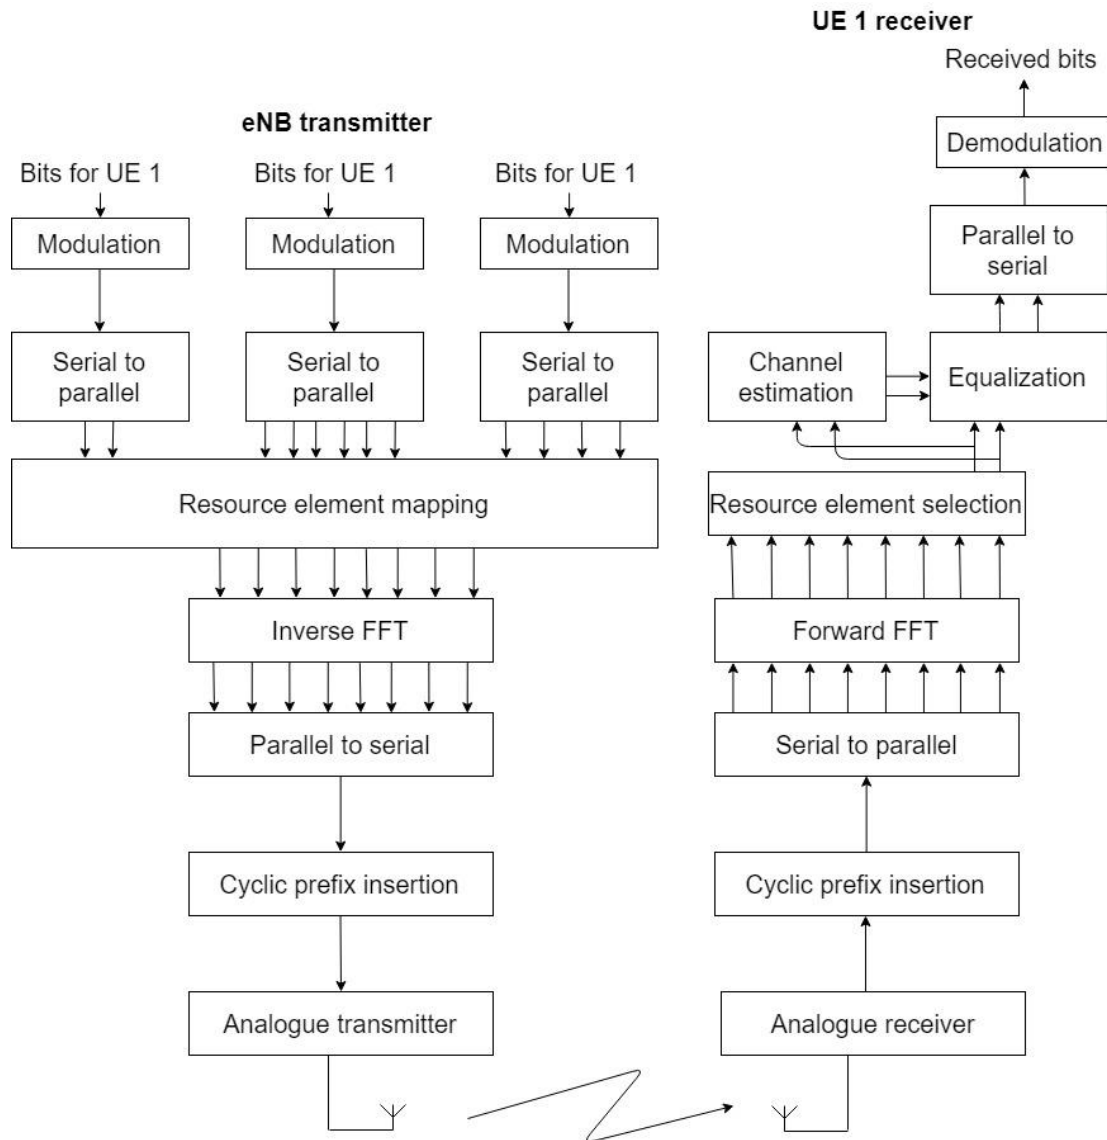 UE 1 receiver
Received bits
eNB transmitter
Demodulation
Bits for UE 1
Bits for UE 1
Bits for UE 1
Modulation
Modulation
Modulation
Parallel to
serial
Serial to
parallel
Serial to
parallel
Serial to
parallel
Channel
estimation
Equalization
Resource element mapping
Resource element selection
Inverse FFT
Forward FFT
Parallel to serial
Serial to parallel
Cyclic prefix insertion
Cyclic prefix insertion
Analogue transmitter
Analogue receiver